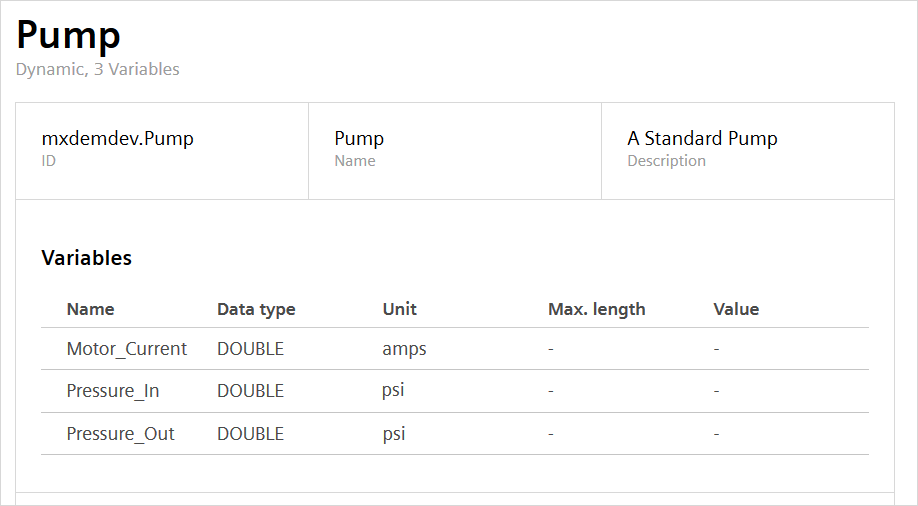 Pump
Dynamic, 3 Variables
mxdemdev.Pump Pump A Standard Pump
ID Name Description
Variables
Name Data type Unit Max. length Value
Motor_Current DOUBLE amps - -
Pressure_In DOUBLE psi - -
Pressure_Out DOUBLE psi - -